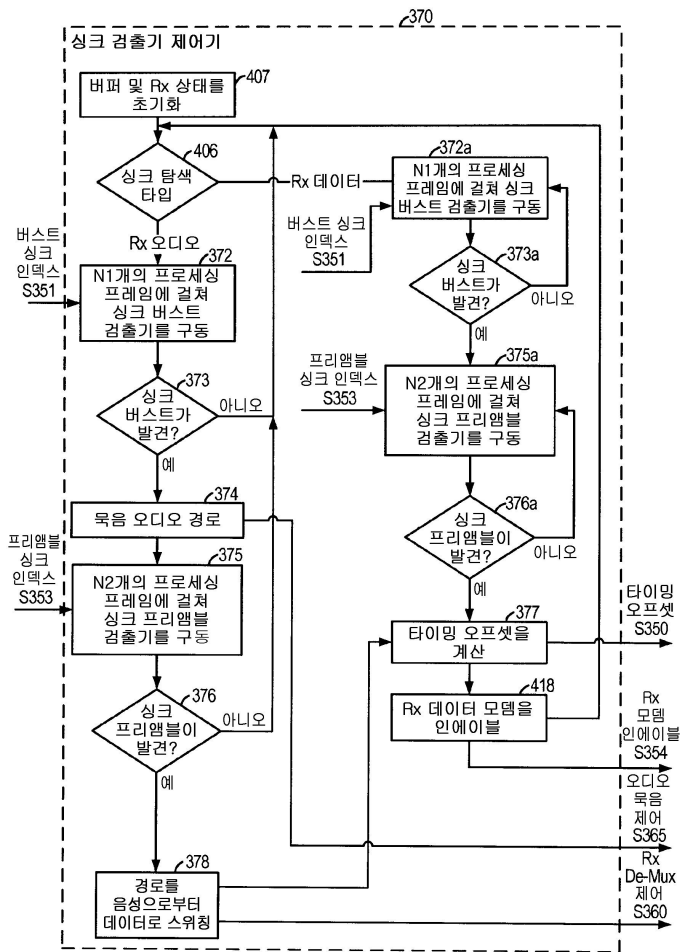 370
싱크 검출기 제어기
버퍼 및 Rx 상태를
초기화
407
싱크 탐색
타입
406
Rx 데이터
Rx 오디오
버스트
싱크
인덱스
S351
372
N1개의 프로세싱
프레임에 걸쳐
싱크 버스트
검출기를 구동
373
싱크
버스트가
발견?
아니오
예
374
묵음 오디오 경로
프리앰블
싱크
인덱스
S353
375
N2개의 프로세싱
프레임에 걸쳐
싱크 프리앰블
검출기를 구동
376
싱크
프리앰블이
발견?
아니오
예
378
경로를
음성으로부터
데이터로 스위칭
372a
N1개의 프로세싱
프레임에 걸쳐 싱크
버스트 검출기를 구동
버스트 싱크
인덱스
S351
373a
싱크
버스트가
발견?
아니오
예
375a
프리앰블
싱크 인덱스
S353
N2개의 프로세싱
프레임에 걸쳐
싱크 프리앰블
검출기를 구동
376a
싱크
프리앰블이
발견?
아니오
예
377
타이밍 오프셋을
계산
418
Rx 데이터 모뎀을
인에이블
타이밍
오프셋
S350
Rx
모뎀
인에이블
S354
오디오
묵음
제어
S365
Rx
De-Mux
제어
S360